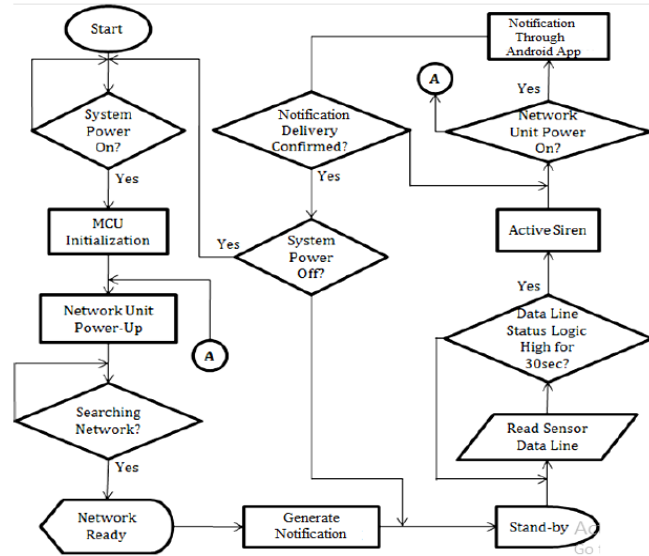 Start
System
Power
On?
Yes
MCU
Initialization
Network Unit
Power-Up
A
Searching
Network?
Yes
Network
Ready
Generate
Notification
Stand-by
Read Sensor
Data Line
Data Line
Status Logic
High for
30sec?
Yes
Active Siren
Network
Unit Power
On?
Yes
A
Notification
Through
Android App
Notification
Delivery
Confirmed?
Yes
System
Power
Off?
Yes